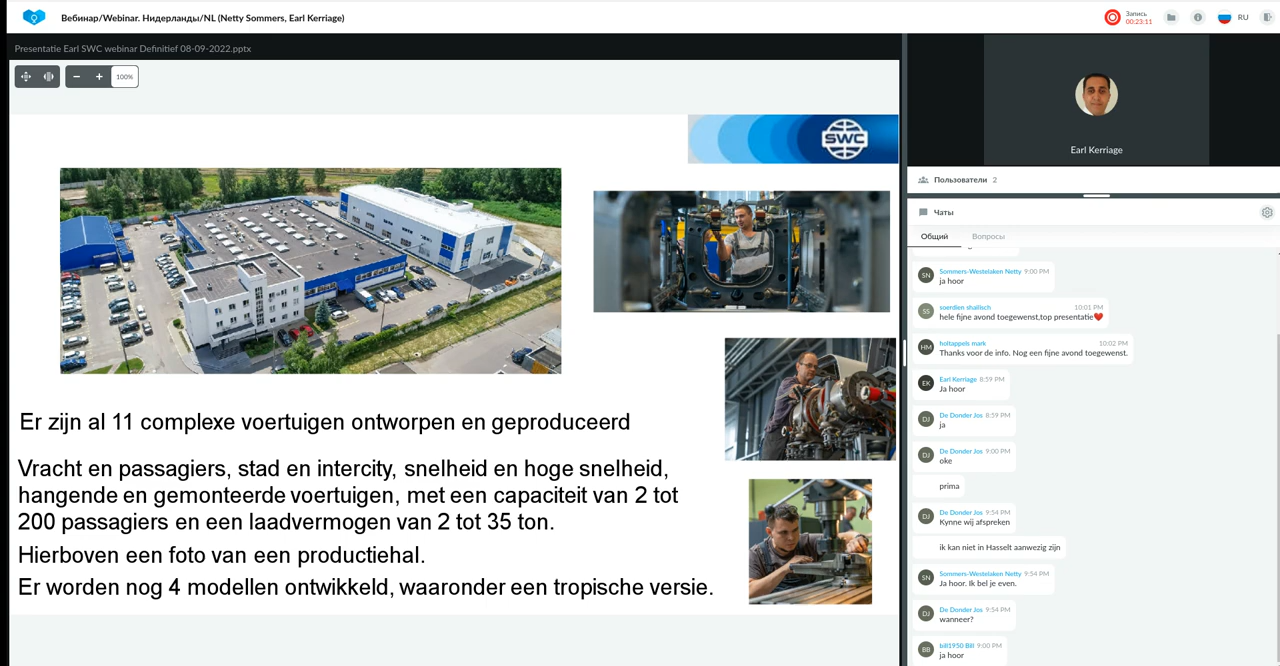 Вебинар/Webinar. Нидерланды/NL (Netty Sommers, Earl Kerriage)
Запись
00:23:11
RU
Presentatie Earl SWC webinar Definitief 08-09-2022.pptx
100%
SWC
Er zijn al 11 complexe voertuigen ontworpen en geproduceerd
Vracht en passagiers, stad en intercity, snelheid en hoge snelheid,
hangende en gemonteerde voertuigen, met een capaciteit van 2 tot
200 passagiers en een laadvermogen van 2 tot 35 ton.
Hierboven een foto van een productiehal.
Er worden nog 4 modellen ontwikkeld, waaronder een tropische versie.
Earl Kerriage
Пользователи 2
Чаты
Общий Вопросы
SN Sommers-Westelaken Netty 9:00 PM
ja hoor
SS soerdien shailisch 10:01 PM
hele fijne avond toegewenst,top presentatie❤️
HM holtappels mark 10:02 PM
Thanks voor de info. Nog een fijne avond toegewenst.
EK Earl Kerriage 8:59 PM
Ja hoor
DJ De Donder Jos 8:59 PM
ja
DJ De Donder Jos 9:00 PM
oke
prima
DJ De Donder Jos 9:54 PM
Kynne wij afspreken
ik kan niet in Hasselt aanwezig zijn
SN Sommers-Westelaken Netty 9:54 PM
Ja hoor. Ik bel je even.
DJ De Donder Jos 9:54 PM
wanneer?
BB bill1950 Bill 9:00 PM
ja hoor